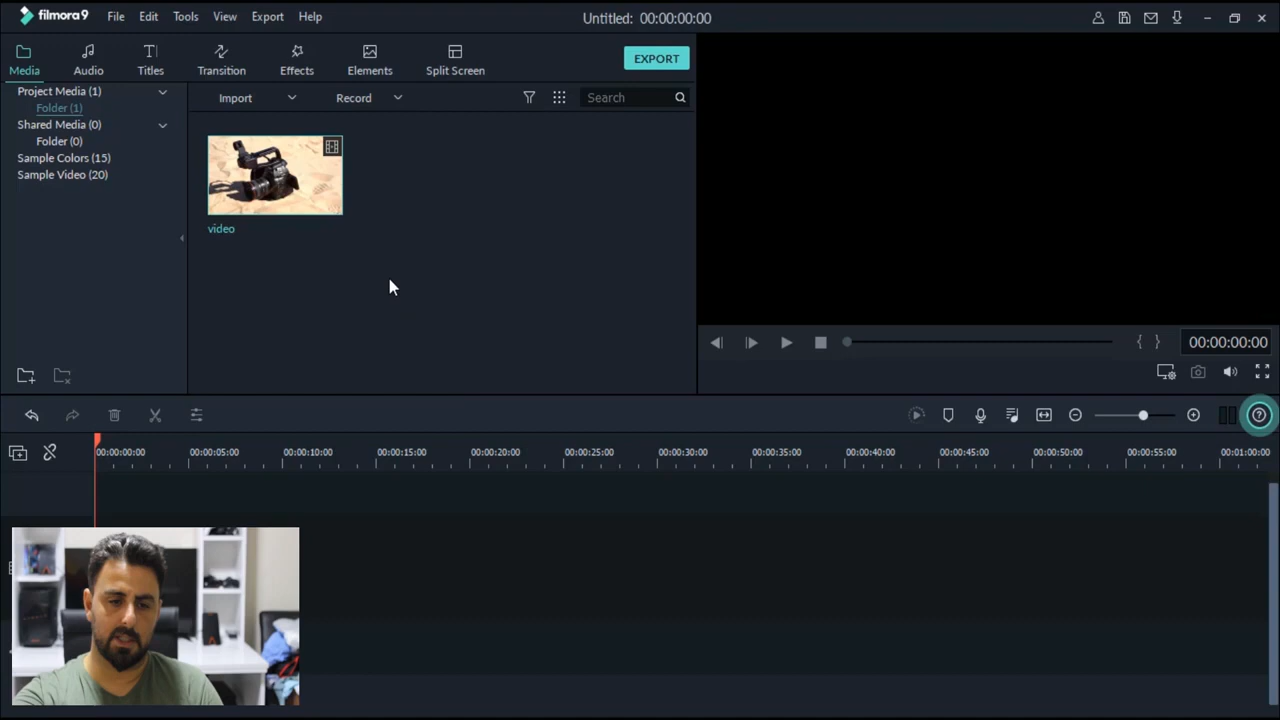 filmora9 File Edit Tools View Export Help Untitled: 00:00:00:00
Media Audio Titles Transition Effects Elements Split Screen EXPORT
Project Media (1)
Folder (1)
Shared Media (0)
Folder (0)
Sample Colors (15)
Sample Video (20)
Import Record Search
video
00:00:00:00
00:00:00:00 00:00:05:00 00:00:10:00 00:00:15:00 00:00:20:00 00:00:25:00 00:00:30:00 00:00:35:00 00:00:40:00 00:00:45:00 00:00:50:00 00:00:55:00 00:01:00:00